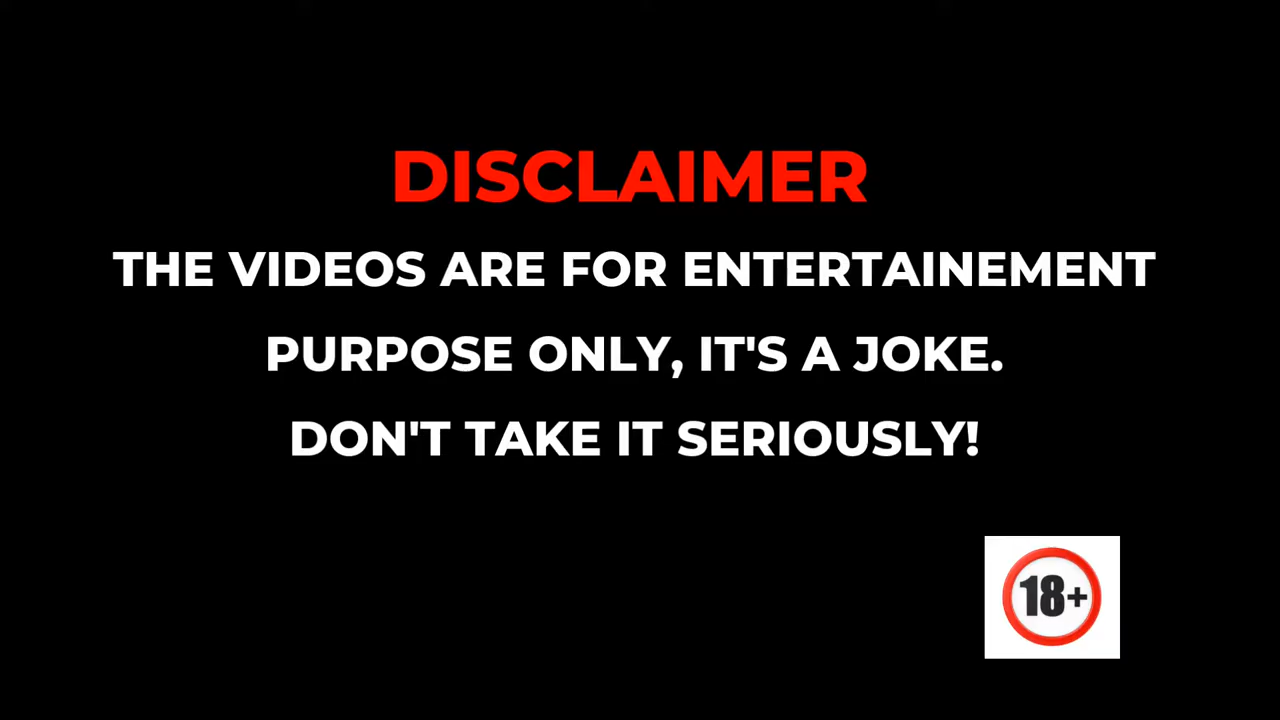 DISCLAIMER
THE VIDEOS ARE FOR ENTERTAINEMENT
PURPOSE ONLY, IT'S A JOKE.
DON'T TAKE IT SERIOUSLY!
18+